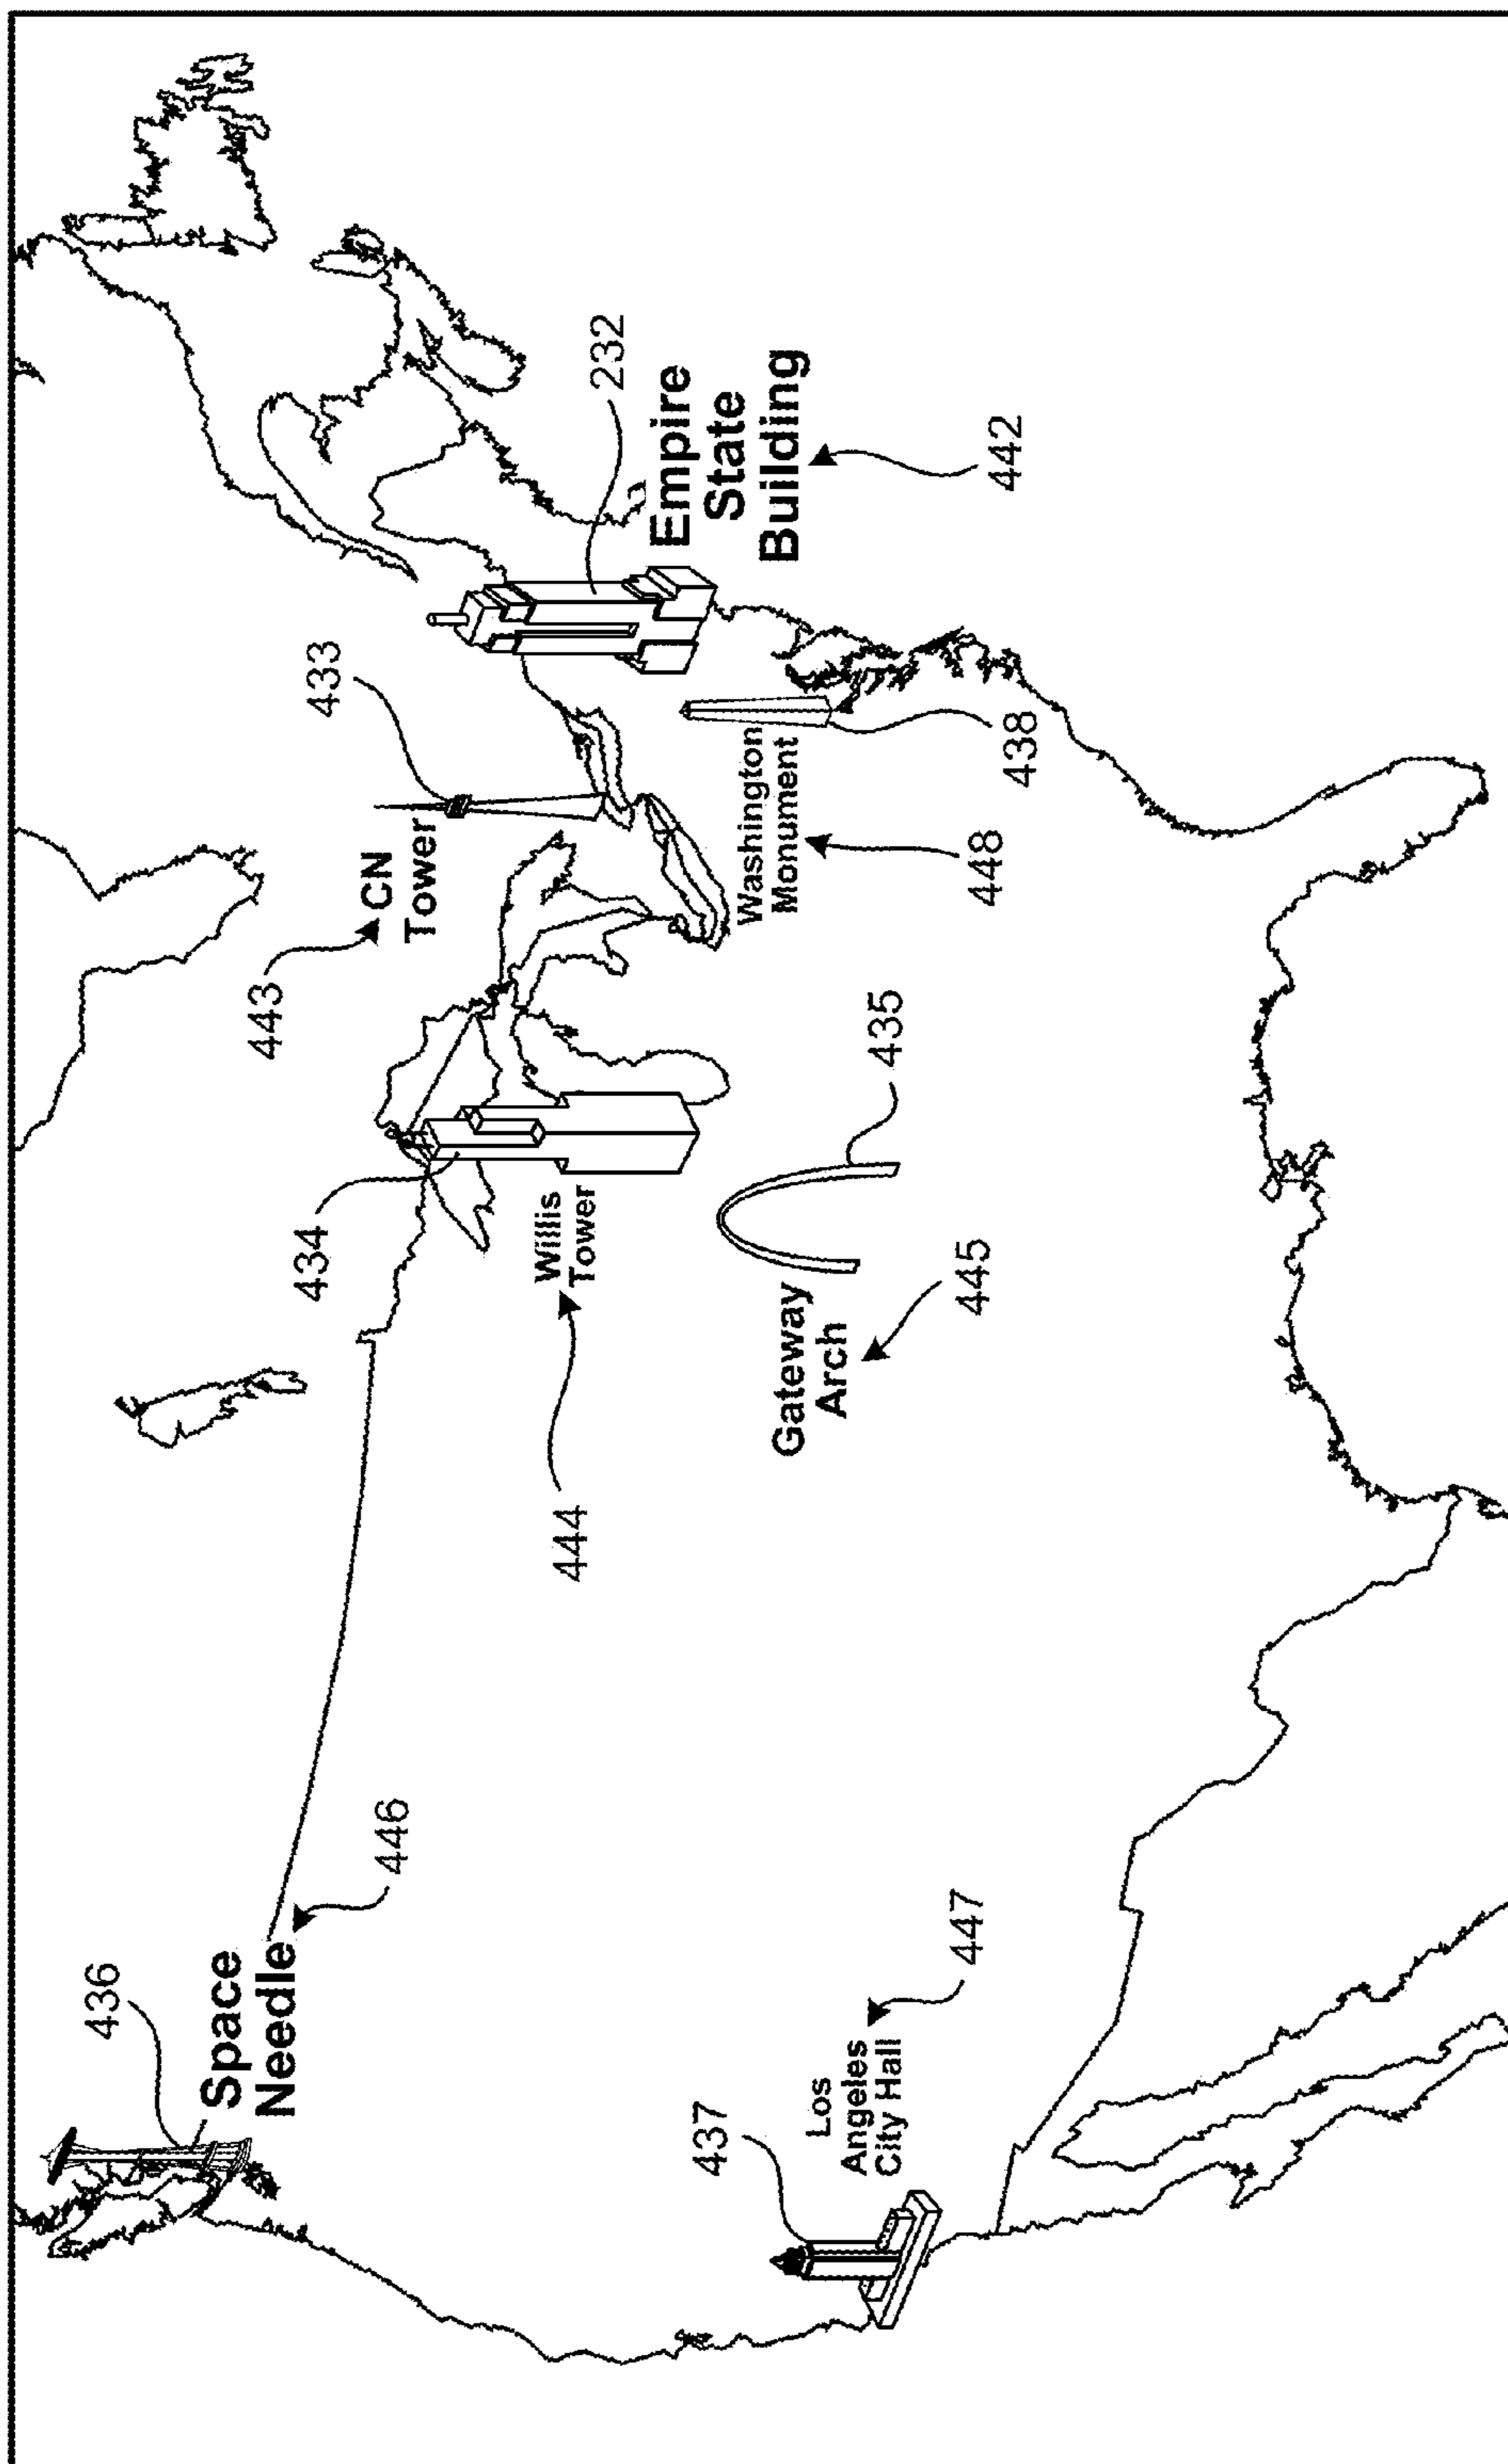 436
Space
Needle
446
443
CN
Tower
433
434
Willis
Tower
444
232
Empire
State
Building
442
Washington
Monument
448
438
435
Gateway
Arch
445
437
Los
Angeles
City Hall
447